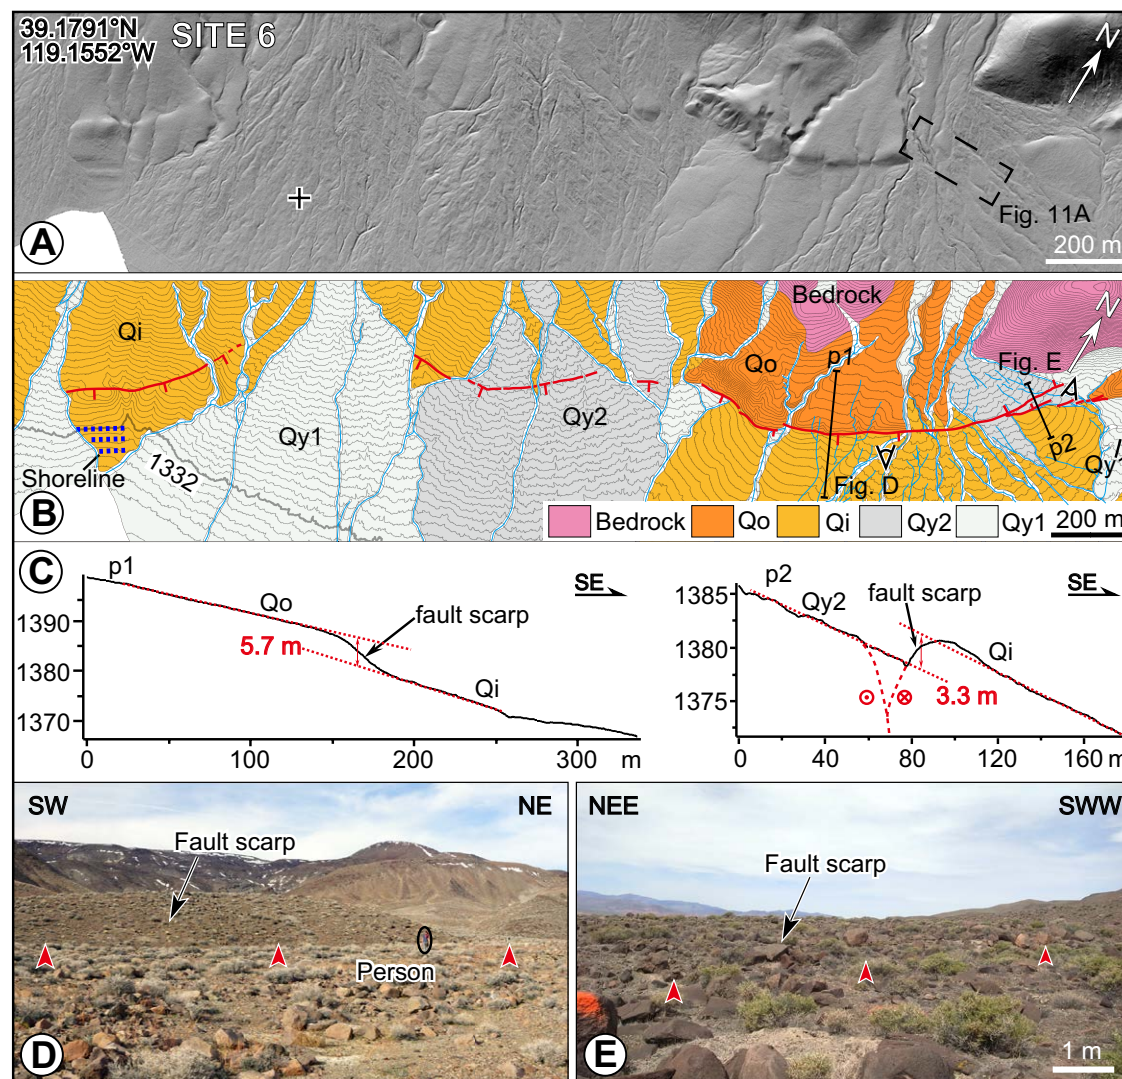 39.1791°N
119.1552°W
SITE 6
N
Fig. 11A
200 m
A
Bedrock
N
Qi
p1
Fig. E
Qo
Qy2
Qy1
p2
1332
Shoreline
Fig. D
B
Bedrock
Qo
Qi
Qy2
Qy1
200 m
C
p1
SE
Qo
fault scarp
1390
5.7 m
1380
Qi
1370
0
100
200
300
m
p2
SE
1385
Qy2
fault scarp
1380
Qi
1375
3.3 m
0
40
80
120
160 m
SW
NE
Fault scarp
Person
D
NEE
SWW
Fault scarp
E
1 m